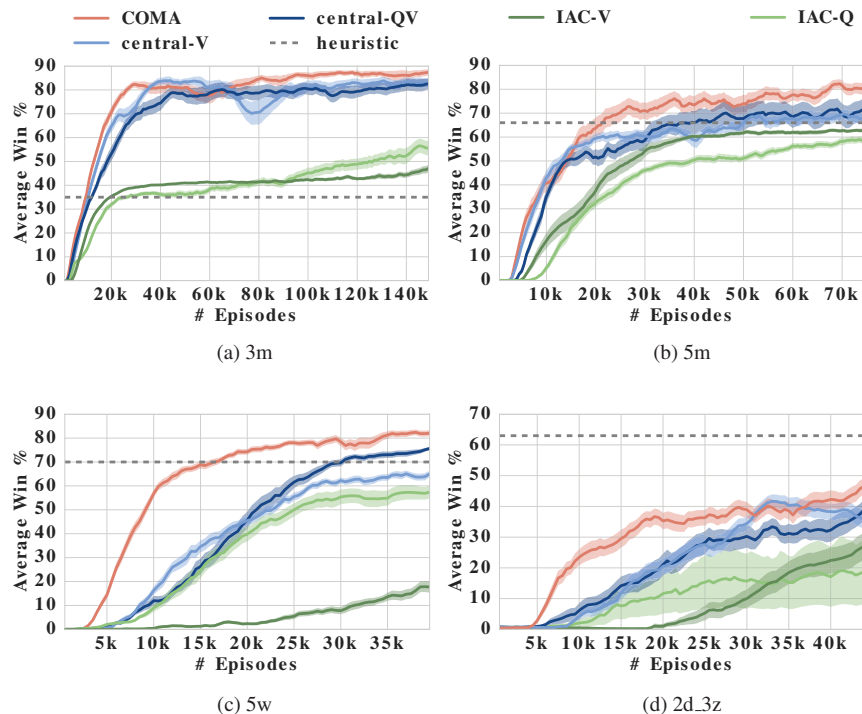 COMA central-QV IAC-V IAC-Q
central-V heuristic
90
80
70
60
50
40
30
20
10
0
Average Win %
20k 40k 60k 80k 100k 120k 140k
# Episodes
(a) 3m
90
80
70
60
50
40
30
20
10
0
Average Win %
10k 20k 30k 40k 50k 60k 70k
# Episodes
(b) 5m
90
80
70
60
50
40
30
20
10
0
Average Win %
5k 10k 15k 20k 25k 30k 35k
# Episodes
(c) 5w
70
60
50
40
30
20
10
0
Average Win %
5k 10k 15k 20k 25k 30k 35k 40k
# Episodes
(d) 2d_3z